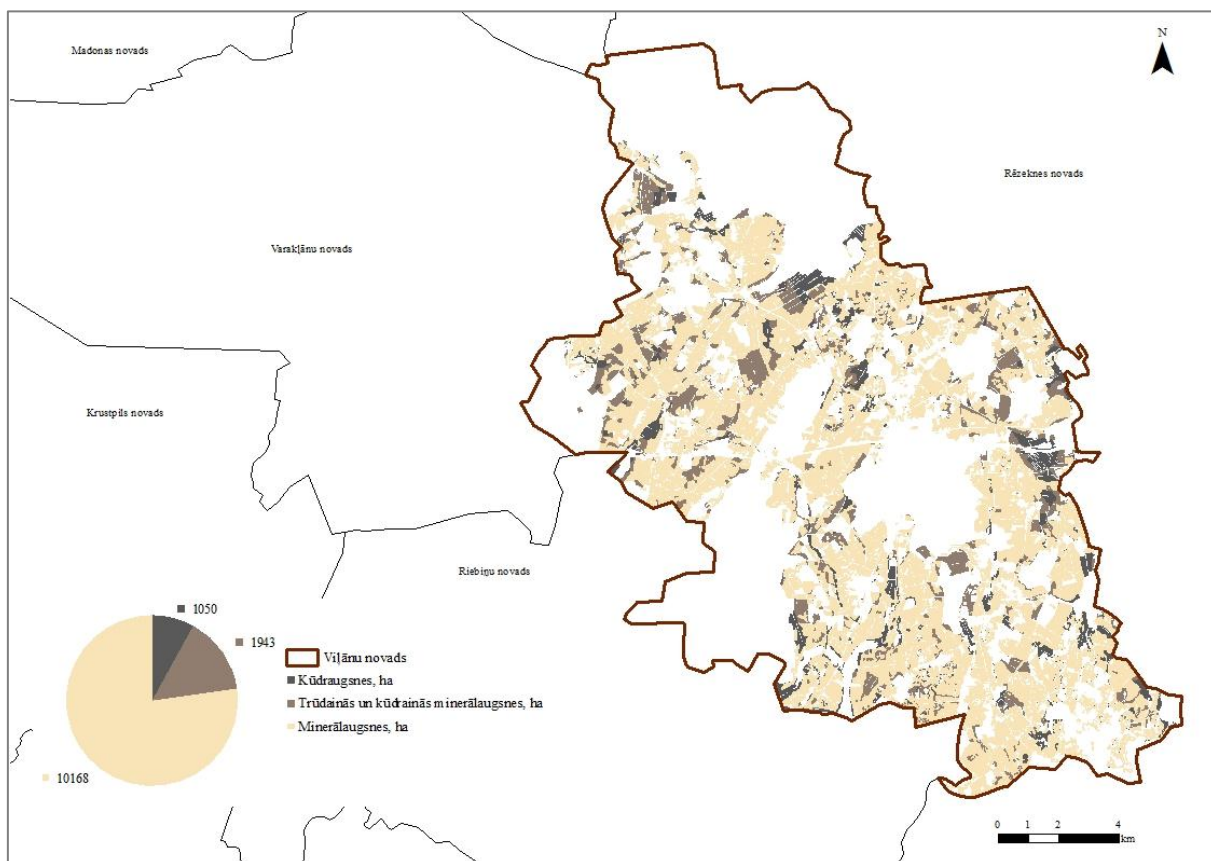 Madonas novads
N
Rēzeknes novads
Varakļānu novads
Krustpils novads
Riebiņu novads
1050
1943
10168
Viļānu novads
Kūdraugsnes, ha
Trūdainās un kūdrainās minerālaugsnes, ha
Minerālaugsnes, ha
0 1 2 4
km